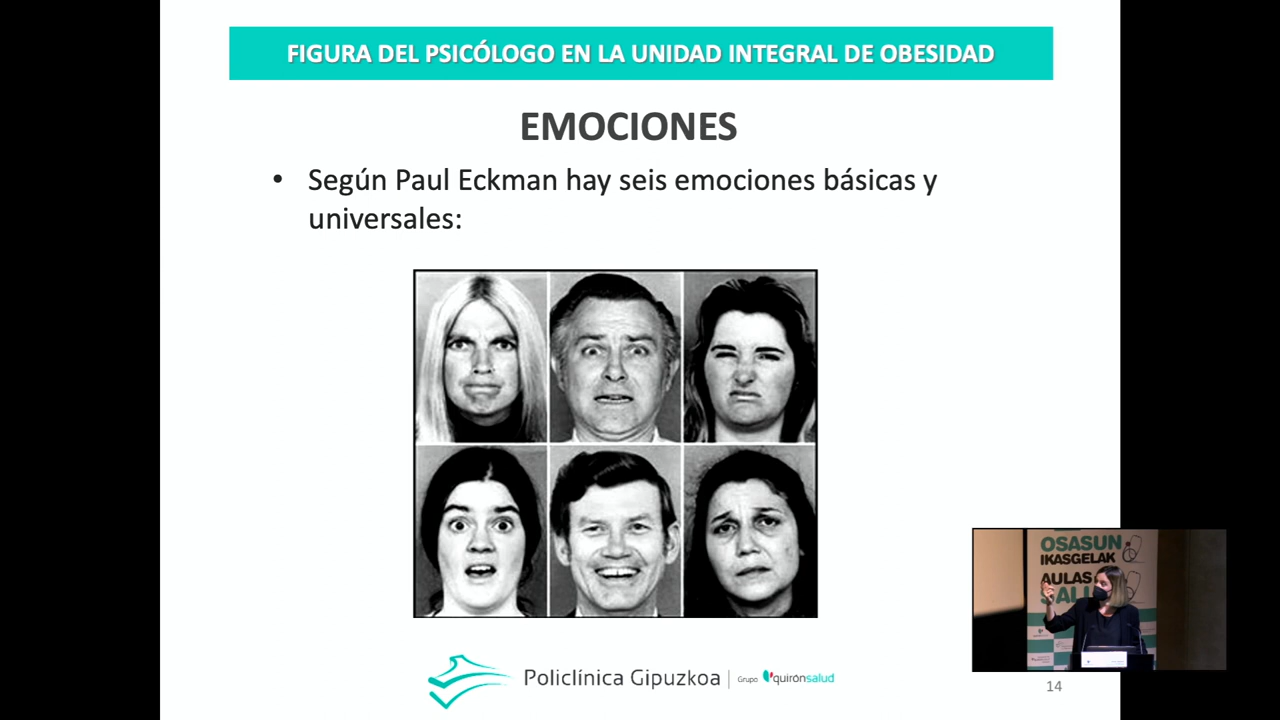 FIGURA DEL PSICÓLOGO EN LA UNIDAD INTEGRAL DE OBESIDAD
EMOCIONES
• Según Paul Eckman hay seis emociones básicas y
universales:
OSASUN
IKASGELAK
AULAS
Policlínica Gipuzkoa
Grupo quirónsalud
14